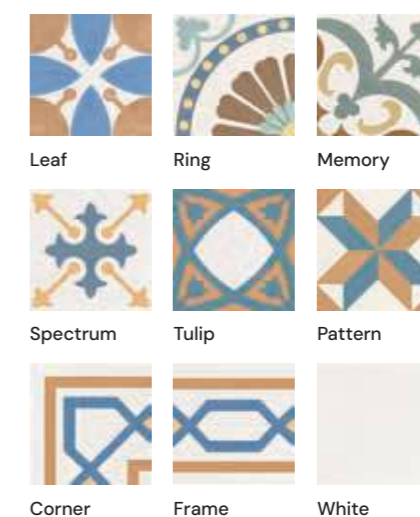 Leaf
Ring
Memory
Spectrum
Tulip
Pattern
Corner
Frame
White